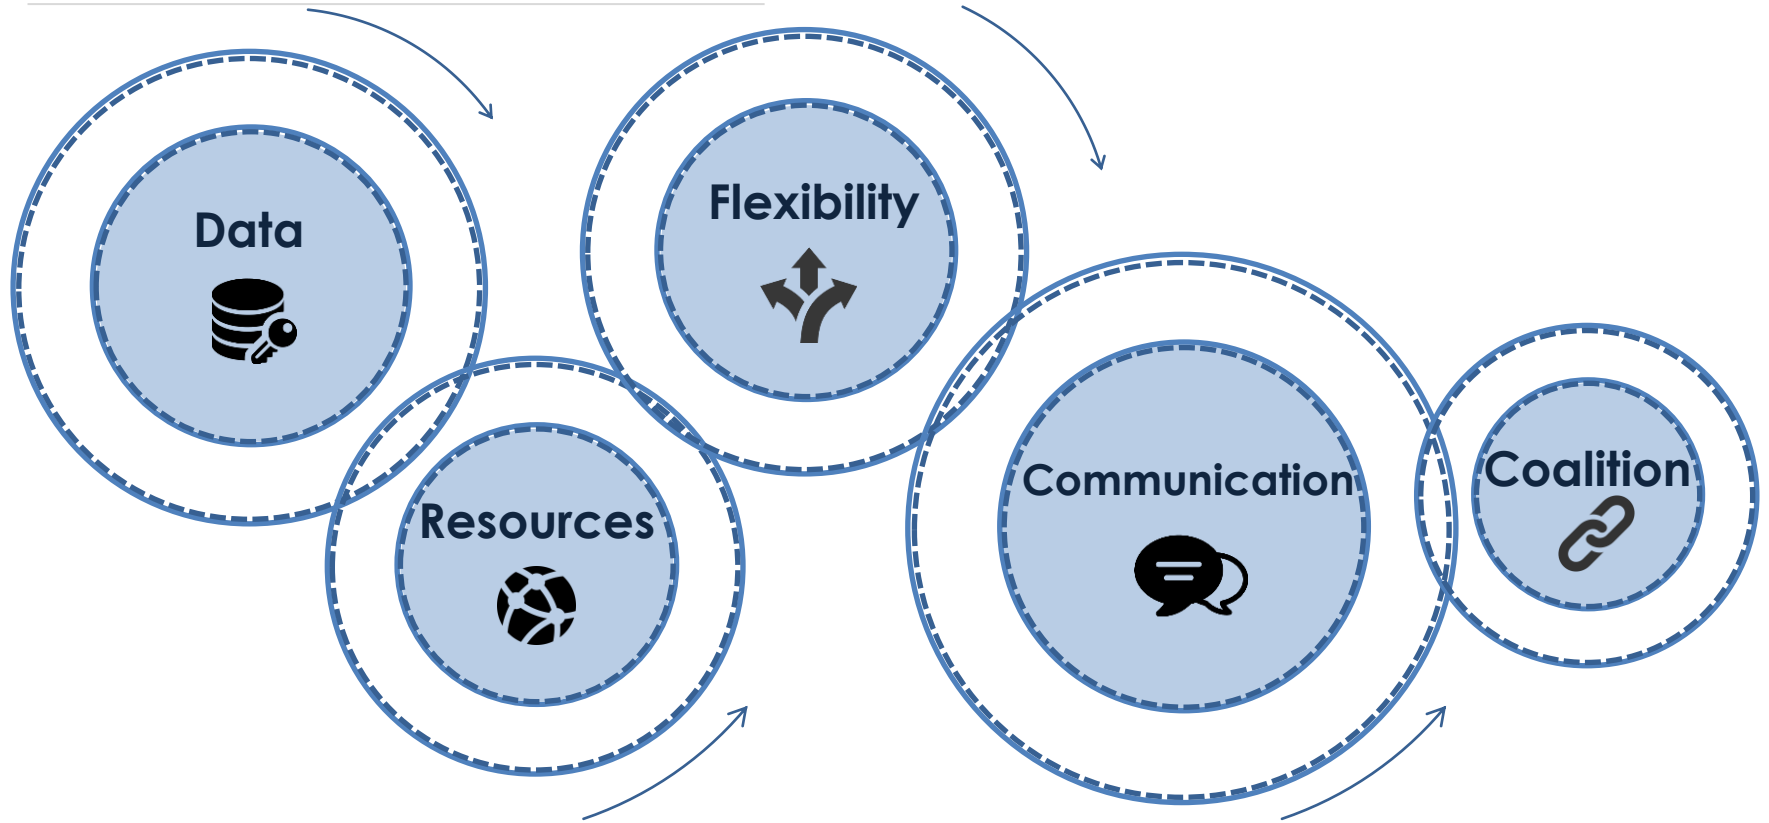 Data
Resources
Flexibility
Communication
Coalition